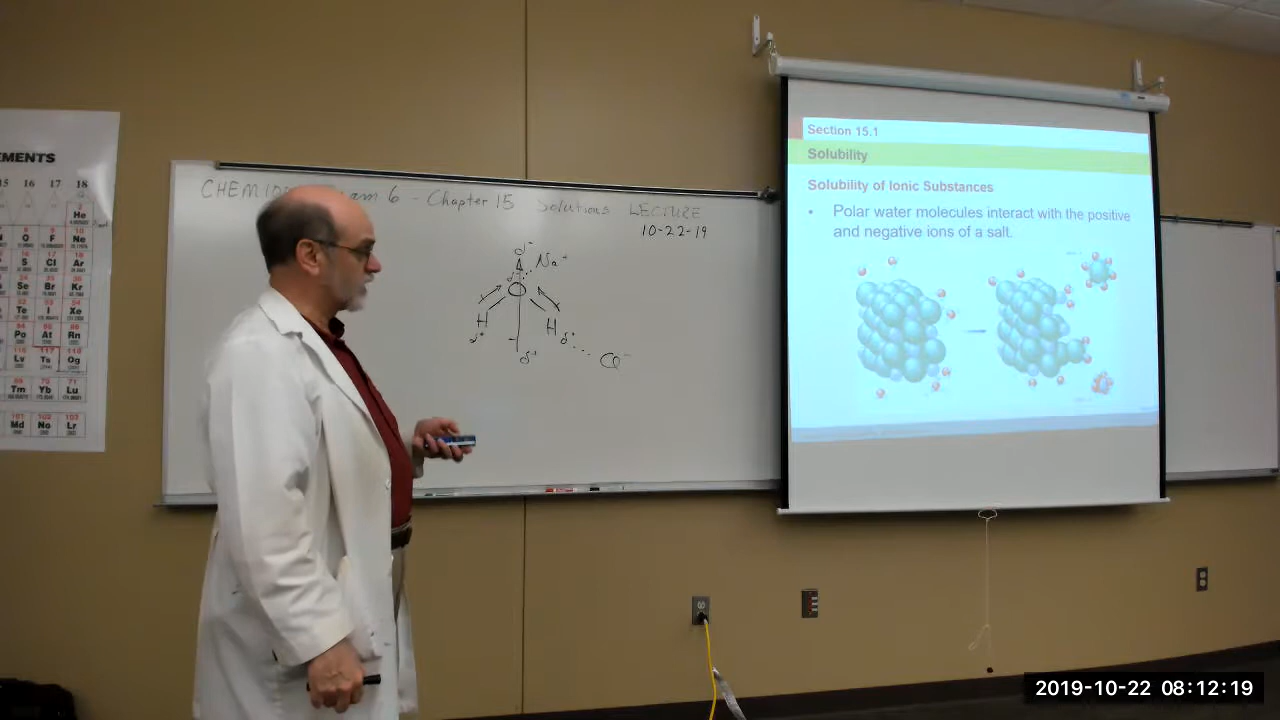 EMENTS
15 16 17 18
He
O F Ne
S Cl Ar
Se Br Kr
Te I Xe
Po At Rn
Lv Ts Og
Tm Yb Lu
Md No Lr
6 - Chapter 15 Solutions LECTURE
10-22-19
δ-
Na+
H H
δ+ δ+
δ+
Cl-
Section 15.1
Solubility
Solubility of Ionic Substances
• Polar water molecules interact with the positive
and negative ions of a salt.
2019-10-22 08:12:19